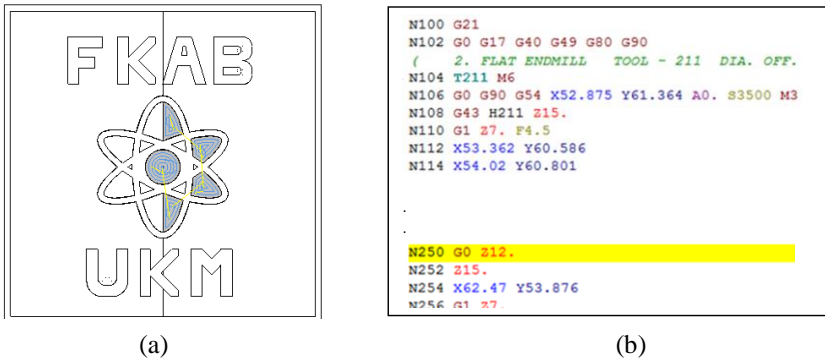 FKAB
UKM
(a)
N100 G21
N102 G0 G17 G40 G49 G80 G90
( 2. FLAT ENDMILL TOOL - 211 DIA. OFF.
N104 T211 M6
N106 G0 G90 G54 X52.875 Y61.364 A0. S3500 M3
N108 G43 H211 Z15.
N110 G1 Z7. F4.5
N112 X53.362 Y60.586
N114 X54.02 Y60.801
.
.
N250 G0 Z12.
N252 Z15.
N254 X62.47 Y53.876
N256 G1 Z7.
(b)